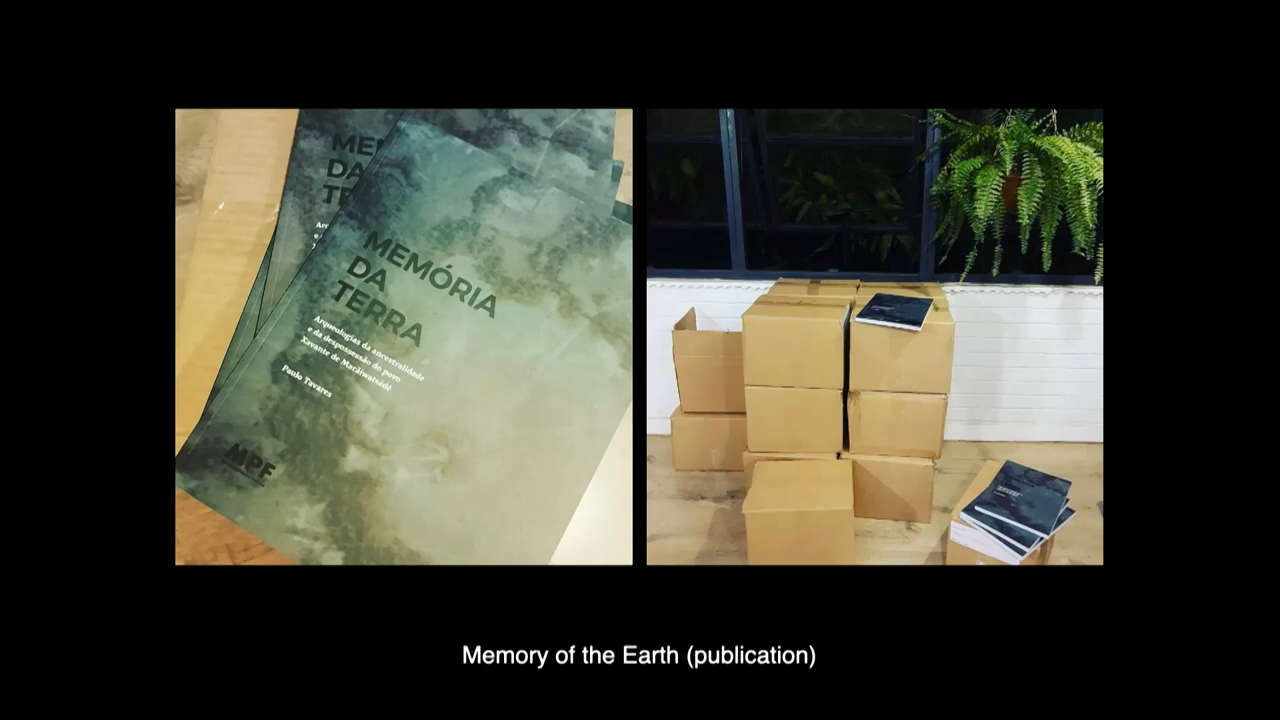 MEMÓRIA
DA
TERRA
Arqueologias da ancestralidade
e da despossessão do povo
Xavante de Marãiwatsédé
Paulo Tavares
MPF
DA
Memory of the Earth (publication)